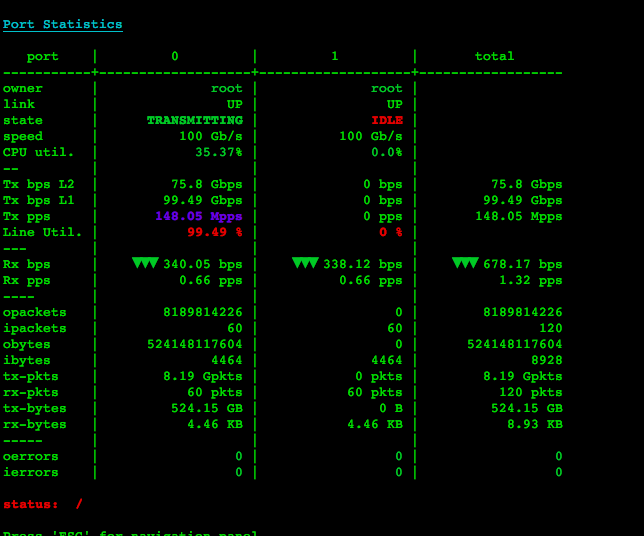 Port Statistics
port | 0 | 1 | total
-----------+-------------------+-------------------+------------------
owner | root | root |
link | UP | UP |
state | TRANSMITTING | IDLE |
speed | 100 Gb/s | 100 Gb/s |
CPU util. | 35.37% | 0.0% |
-- | | |
Tx bps L2 | 75.8 Gbps | 0 bps | 75.8 Gbps
Tx bps L1 | 99.49 Gbps | 0 bps | 99.49 Gbps
Tx pps | 148.05 Mpps | 0 pps | 148.05 Mpps
Line Util. | 99.49 % | 0 % |
--- | | |
Rx bps | ▼▼▼ 340.05 bps | ▼▼▼ 338.12 bps | ▼▼▼ 678.17 bps
Rx pps | 0.66 pps | 0.66 pps | 1.32 pps
---- | | |
opackets | 8189814226 | 0 | 8189814226
ipackets | 60 | 60 | 120
obytes | 524148117604 | 0 | 524148117604
ibytes | 4464 | 4464 | 8928
tx-pkts | 8.19 Gpkts | 0 pkts | 8.19 Gpkts
rx-pkts | 60 pkts | 60 pkts | 120 pkts
tx-bytes | 524.15 GB | 0 B | 524.15 GB
rx-bytes | 4.46 KB | 4.46 KB | 8.93 KB
----- | | |
oerrors | 0 | 0 | 0
ierrors | 0 | 0 | 0
status: /
Press 'ESC' for navigation panel